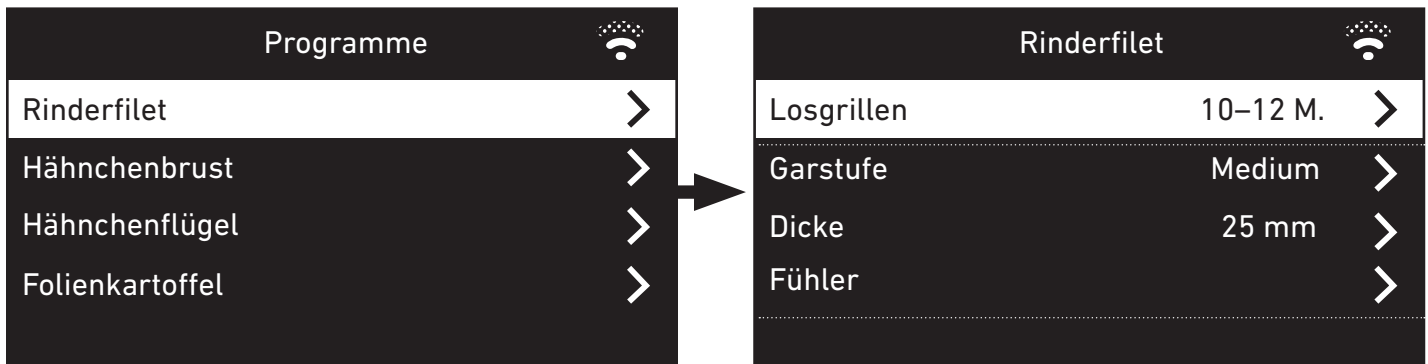 Programme
Rinderfilet
Hähnchenbrust
Hähnchenflügel
Folienkartoffel
Rinderfilet
Losgrillen 10–12 M.
Garstufe Medium
Dicke 25 mm
Fühler